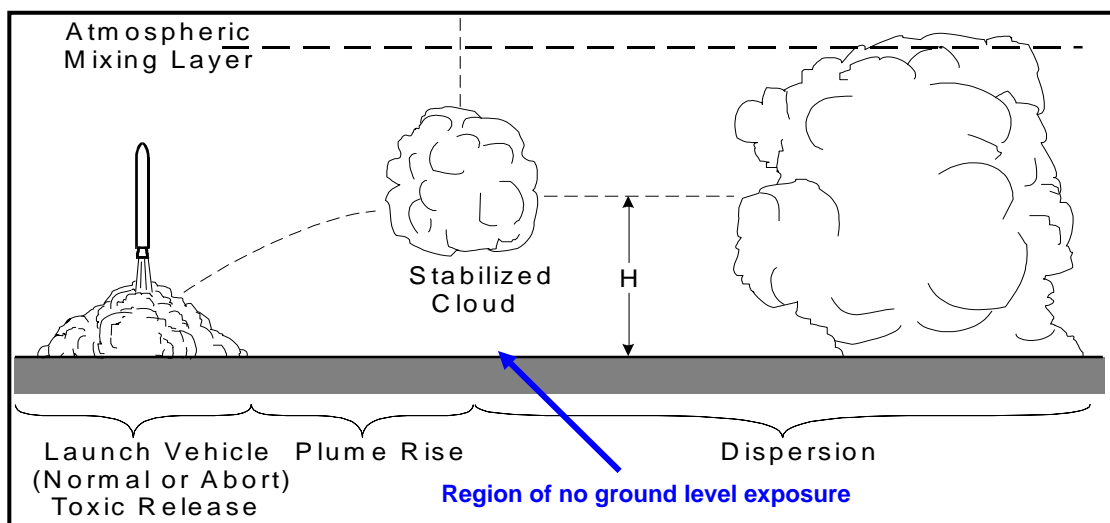 Atmospheric
Mixing Layer
Stabilized
Cloud
H
Launch Vehicle
(Normal or Abort)
Toxic Release
Plume Rise
Dispersion
Region of no ground level exposure